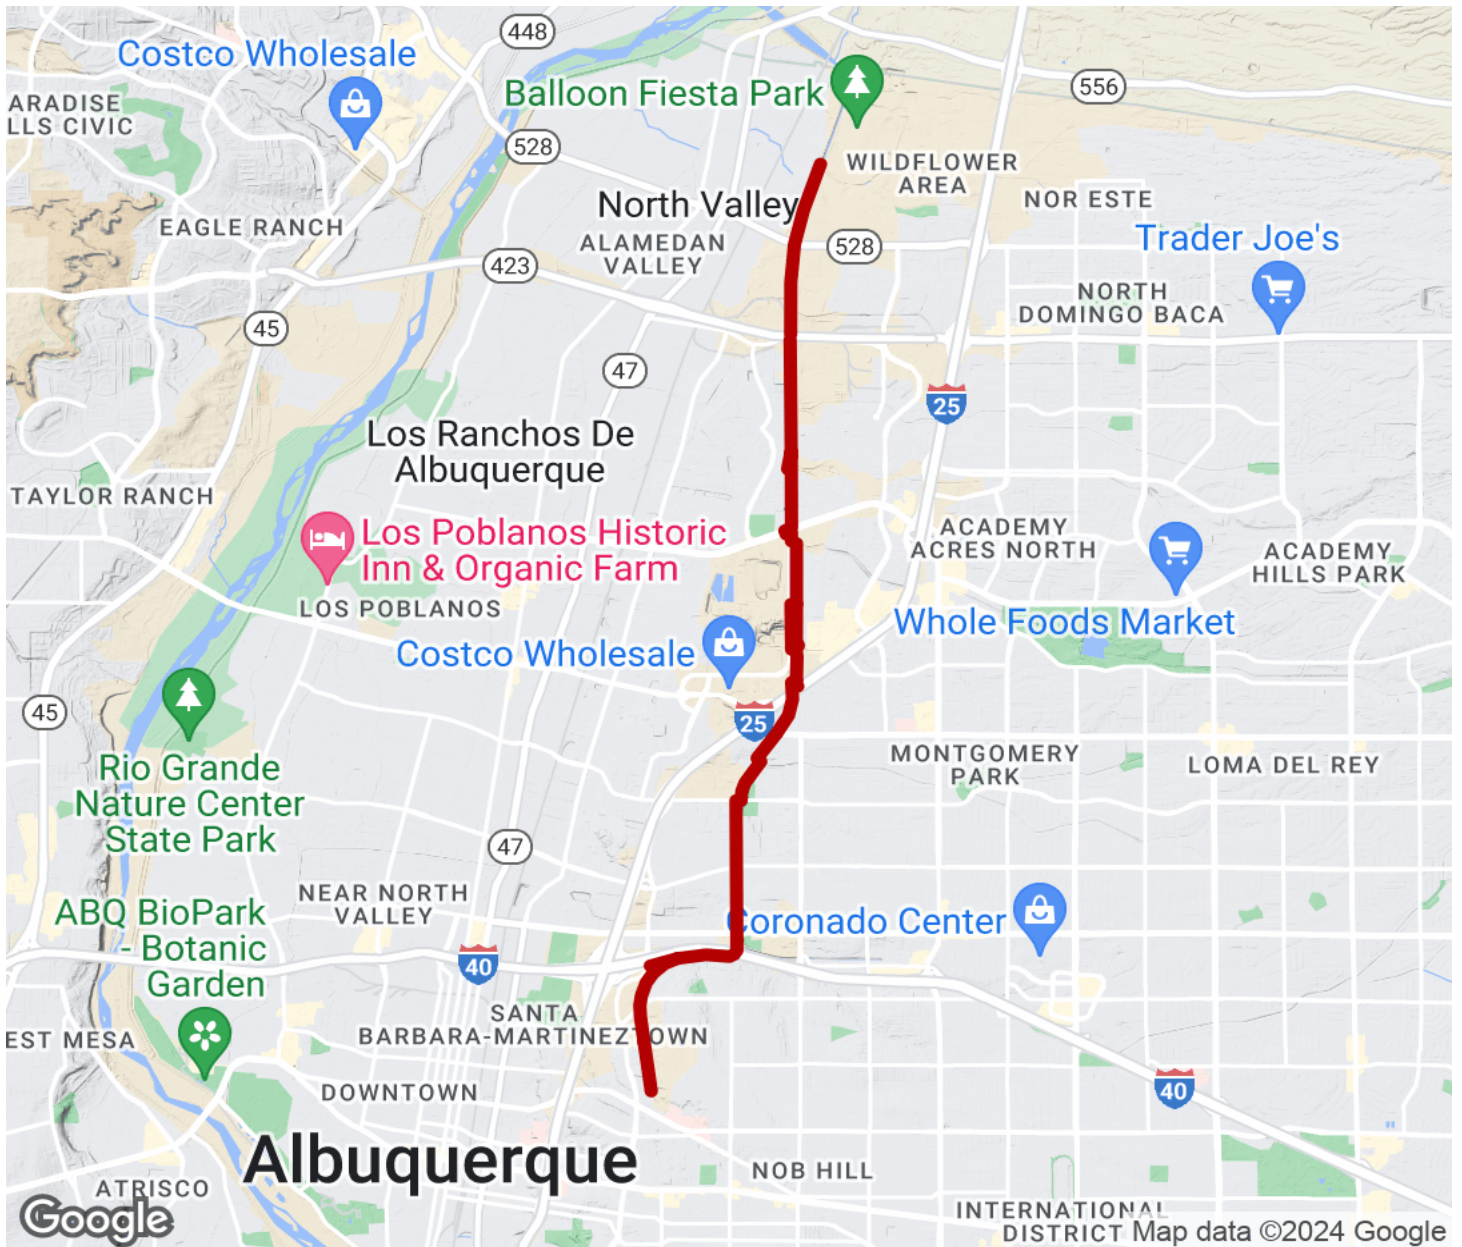 448
Costco Wholesale
Balloon Fiesta Park
556
ARADISE
LLS CIVIC
528
WILDFLOWER
AREA
NOR ESTE
North Valley
EAGLE RANCH
ALAMEDAN
VALLEY
528
Trader Joe's
423
NORTH
DOMINGO BACA
45
47
25
Los Ranchos De
Albuquerque
TAYLOR RANCH
Los Poblanos Historic
Inn & Organic Farm
ACADEMY
ACRES NORTH
ACADEMY
HILLS PARK
LOS POBLANOS
Whole Foods Market
Costco Wholesale
45
25
MONTGOMERY
PARK
LOMA DEL REY
Rio Grande
Nature Center
State Park
47
NEAR NORTH
VALLEY
ABQ BioPark
- Botanic
Garden
Coronado Center
40
SANTA
BARBARA-MARTINEZTOWN
EST MESA
DOWNTOWN
40
Albuquerque
NOB HILL
ATRISCO
INTERNATIONAL
DISTRICT
Google
Map data ©2024 Google